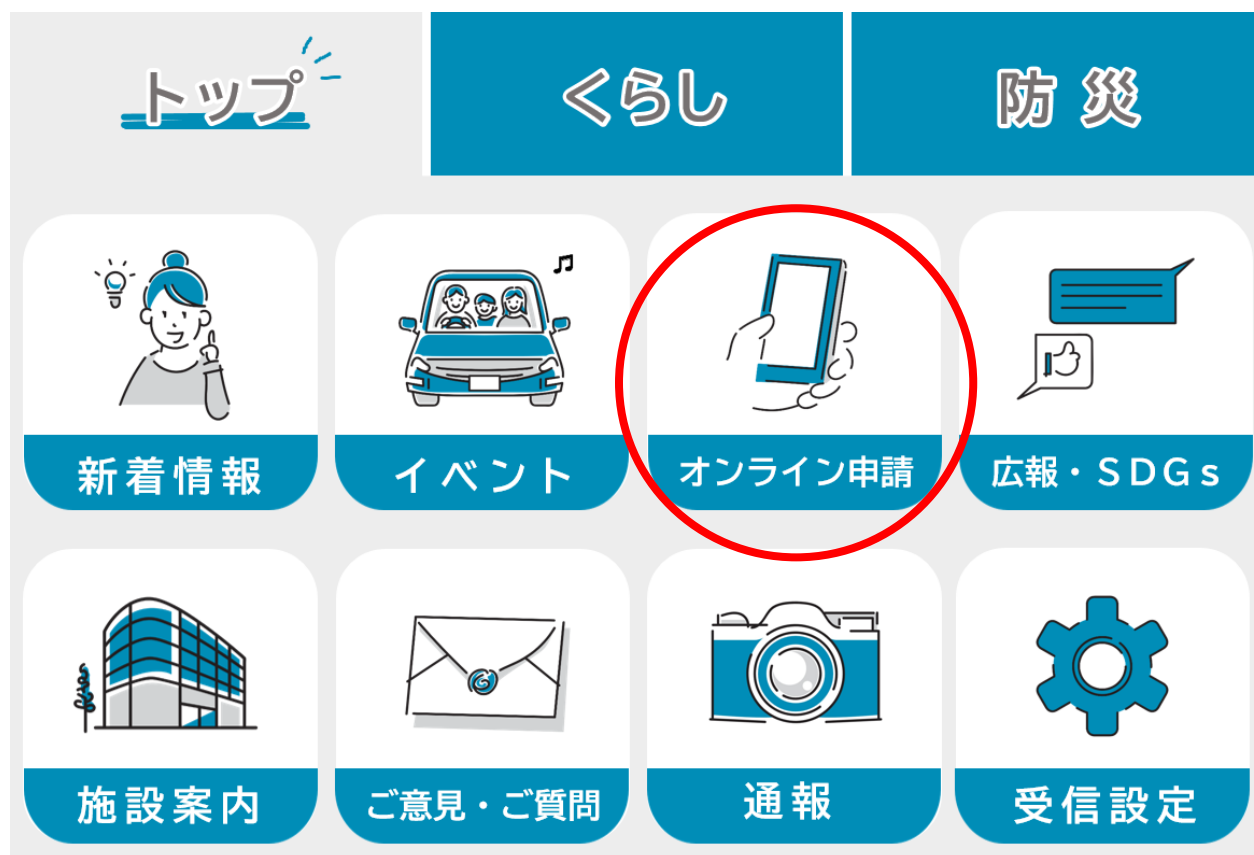 トップ
くらし
防災
新着情報
イベント
オンライン申請
広報・ＳＤＧｓ
施設案内
ご意見・ご質問
通報
受信設定